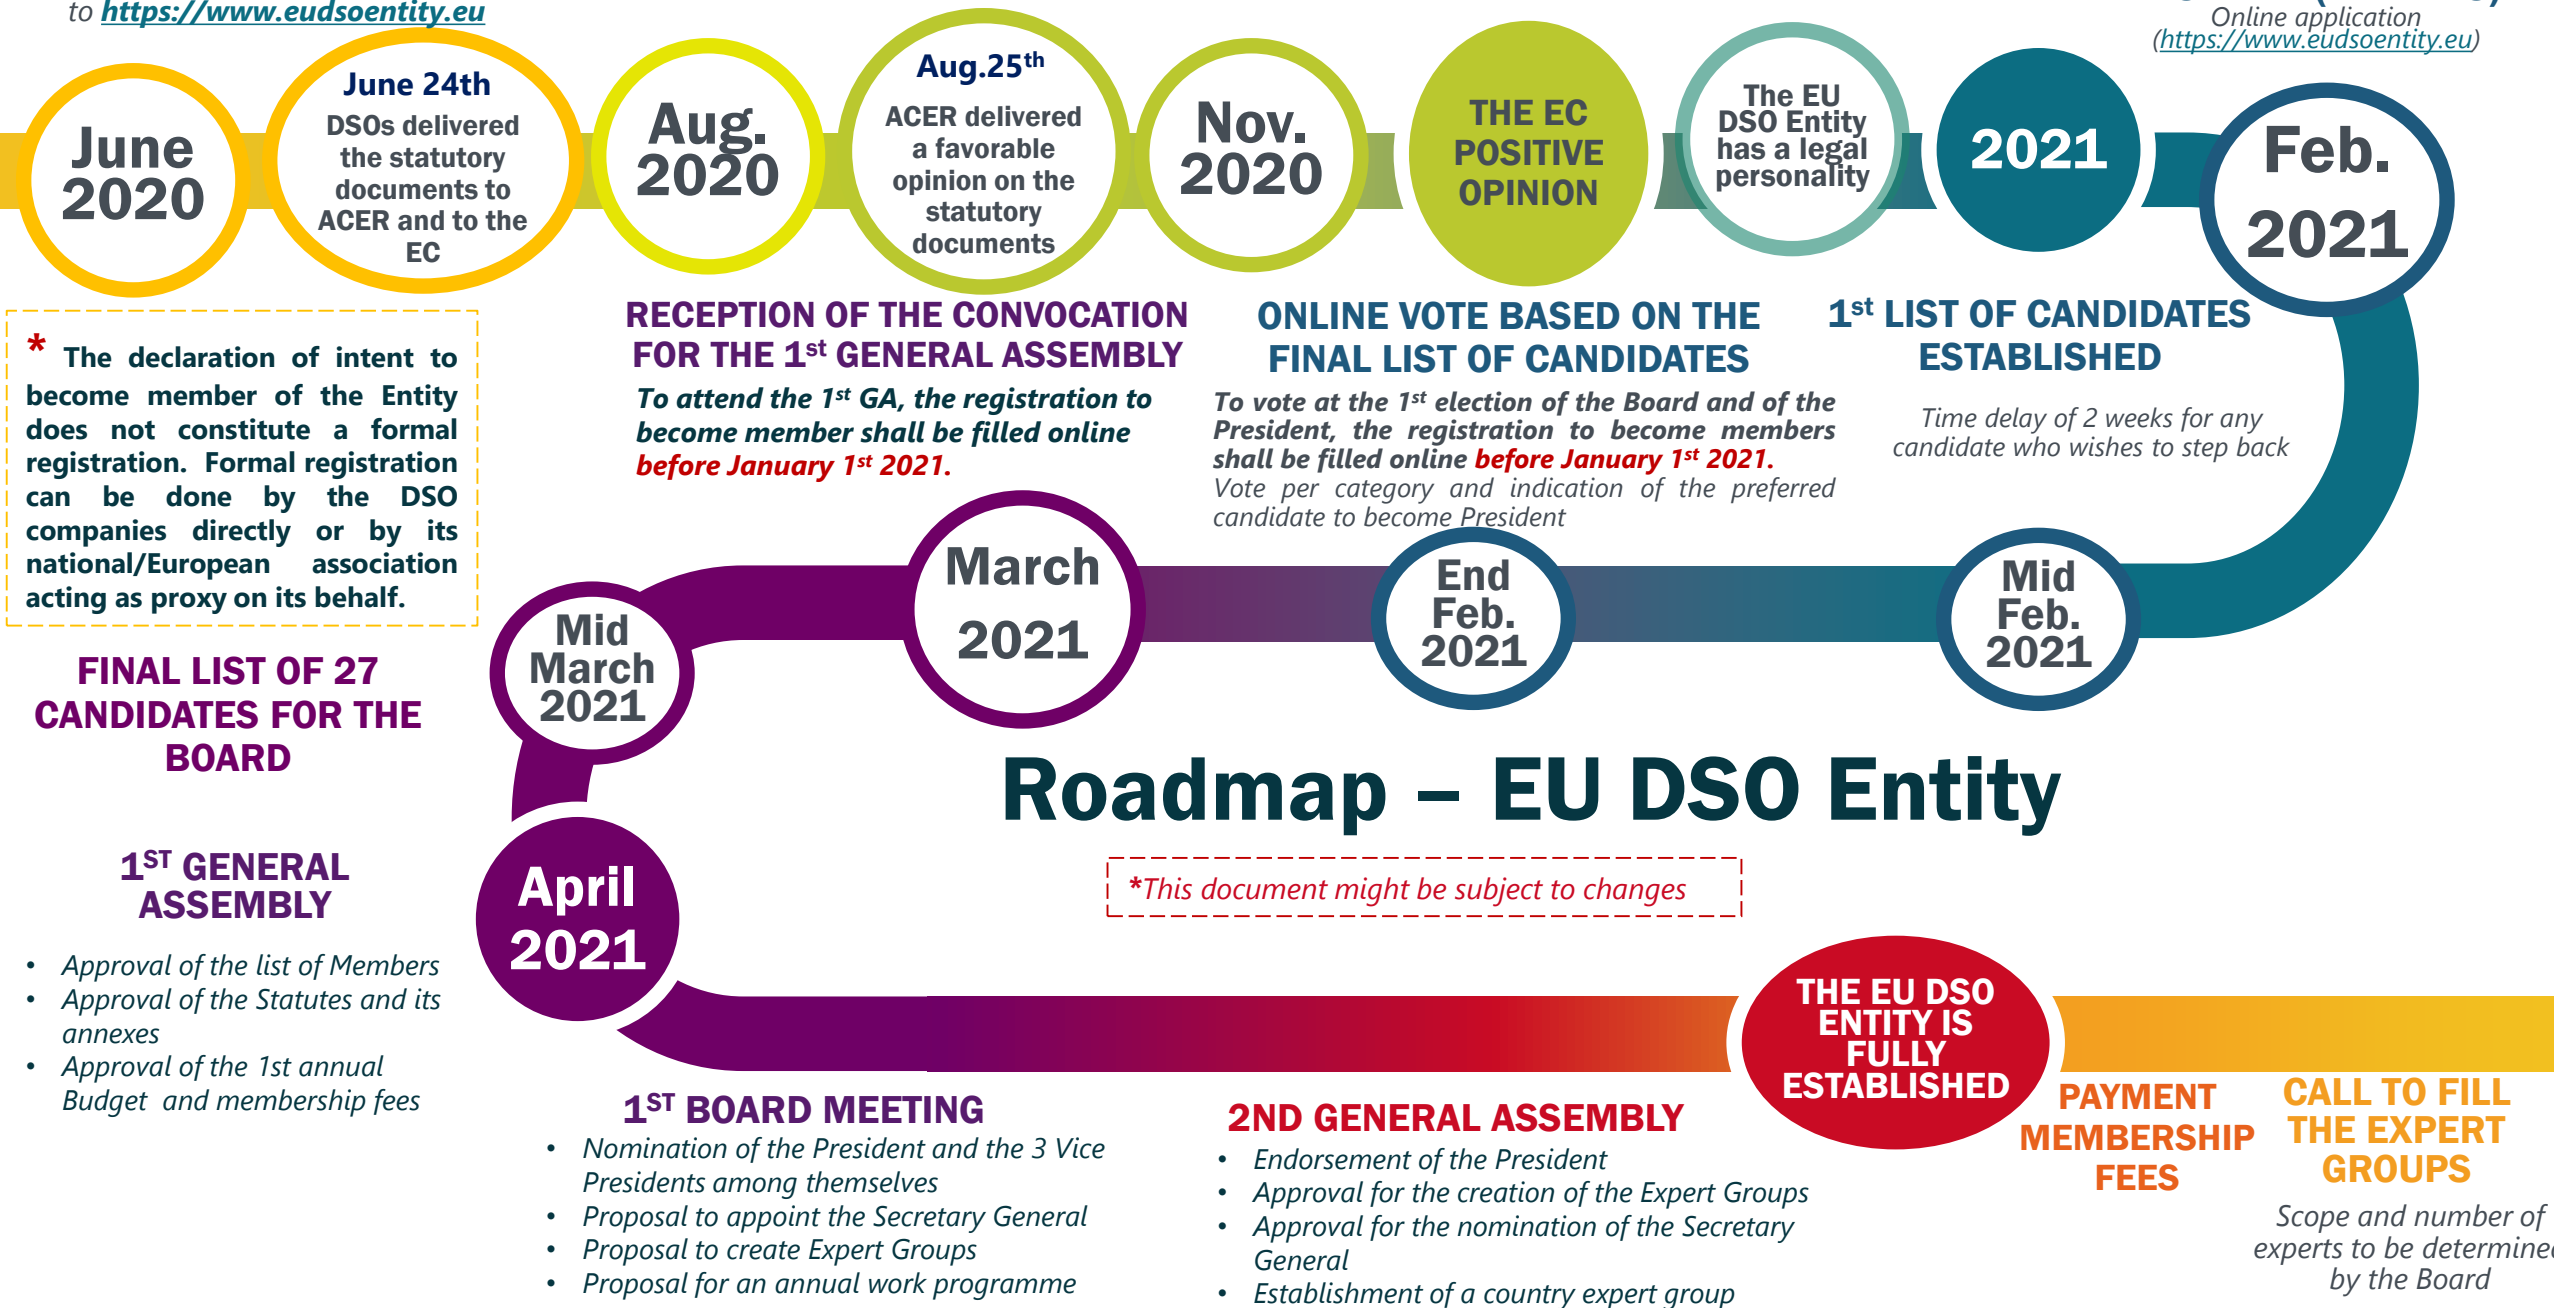 to https://www.eudsoentity.eu
Online application
(https://www.eudsoentity.eu)
June
2020
June 24th
DSOs delivered
the statutory
documents to
ACER and to the
EC
Aug.
2020
Aug.25th
ACER delivered
a favorable
opinion on the
statutory
documents
Nov.
2020
THE EC
POSITIVE
OPINION
The EU
DSO Entity
has a legal
personality
2021
Feb.
2021
* The declaration of intent to
become member of the Entity
does not constitute a formal
registration. Formal registration
can be done by the DSO
companies directly or by its
national/European association
acting as proxy on its behalf.
RECEPTION OF THE CONVOCATION
FOR THE 1st GENERAL ASSEMBLY
To attend the 1st GA, the registration to
become member shall be filled online
before January 1st 2021.
ONLINE VOTE BASED ON THE
FINAL LIST OF CANDIDATES
To vote at the 1st election of the Board and of the
President, the registration to become members
shall be filled online before January 1st 2021.
Vote per category and indication of the preferred
candidate to become President
1st LIST OF CANDIDATES
ESTABLISHED
Time delay of 2 weeks for any
candidate who wishes to step back
Mid
March
2021
March
2021
End
Feb.
2021
Mid
Feb.
2021
FINAL LIST OF 27
CANDIDATES FOR THE
BOARD
Roadmap – EU DSO Entity
*This document might be subject to changes
1ST GENERAL
ASSEMBLY
• Approval of the list of Members
• Approval of the Statutes and its
annexes
• Approval of the 1st annual
Budget and membership fees
April
2021
THE EU DSO
ENTITY IS
FULLY
ESTABLISHED
1ST BOARD MEETING
• Nomination of the President and the 3 Vice
Presidents among themselves
• Proposal to appoint the Secretary General
• Proposal to create Expert Groups
• Proposal for an annual work programme
2ND GENERAL ASSEMBLY
• Endorsement of the President
• Approval for the creation of the Expert Groups
• Approval for the nomination of the Secretary
General
• Establishment of a country expert group
PAYMENT
MEMBERSHIP
FEES
CALL TO FILL
THE EXPERT
GROUPS
Scope and number of
experts to be determined
by the Board